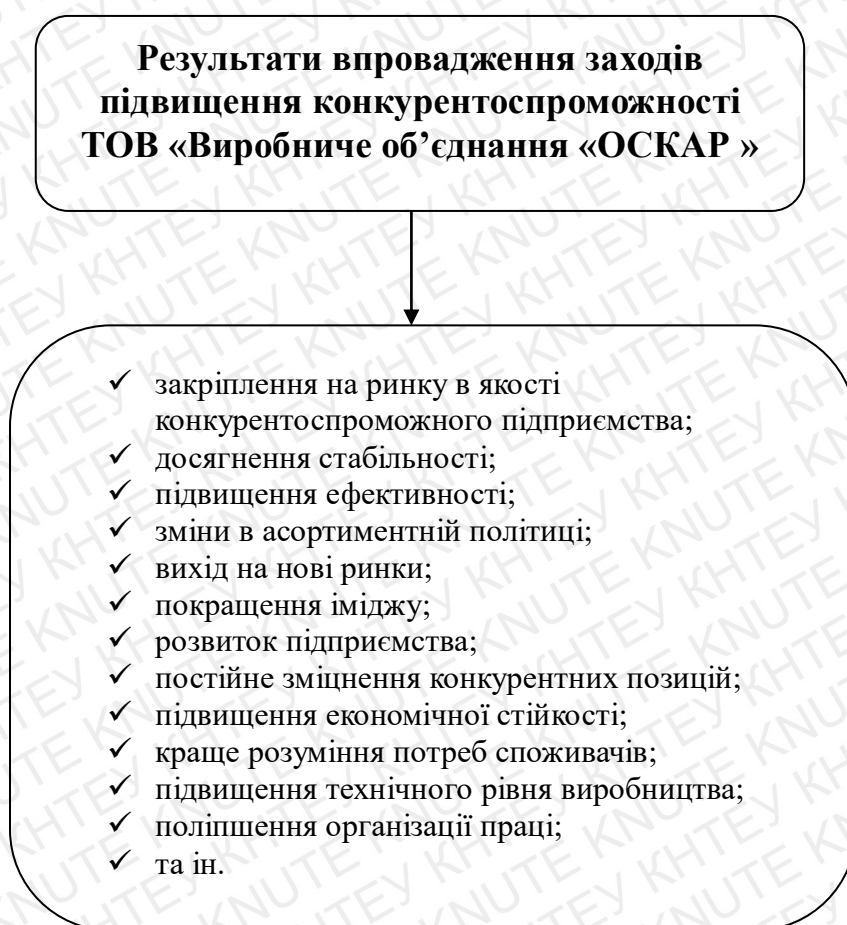 Результати впровадження заходів
підвищення конкурентоспроможності
ТОВ «Виробниче об’єднання «ОСКАР »
✓ закріплення на ринку в якості
конкурентоспроможного підприємства;
✓ досягнення стабільності;
✓ підвищення ефективності;
✓ зміни в асортиментній політиці;
✓ вихід на нові ринки;
✓ покращення іміджу;
✓ розвиток підприємства;
✓ постійне зміцнення конкурентних позицій;
✓ підвищення економічної стійкості;
✓ краще розуміння потреб споживачів;
✓ підвищення технічного рівня виробництва;
✓ поліпшення організації праці;
✓ та ін.